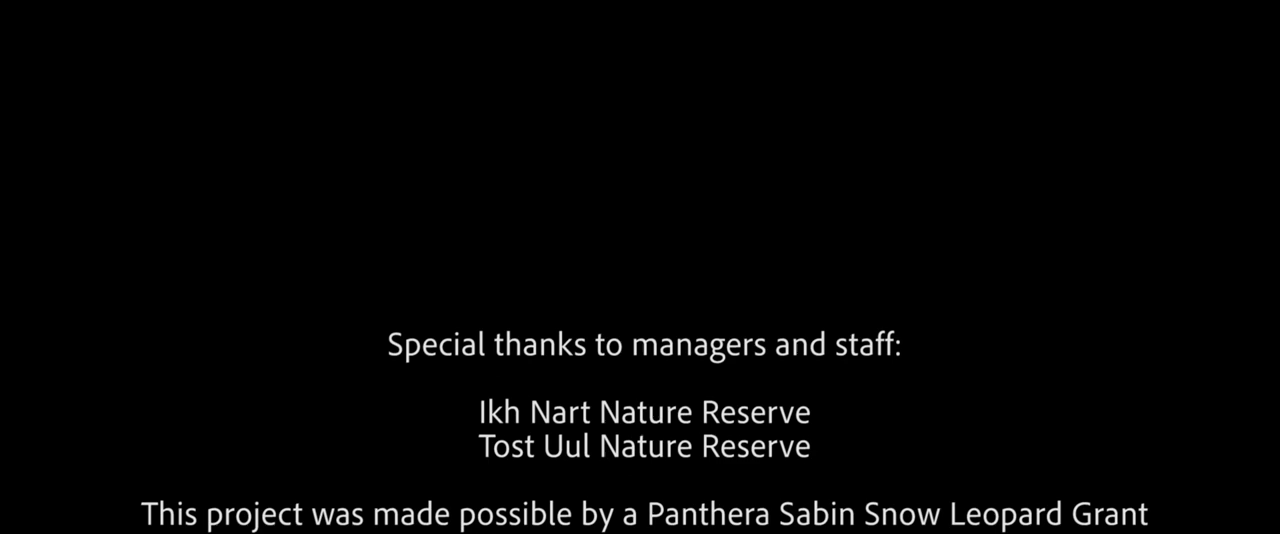 Special thanks to managers and staff:
Ikh Nart Nature Reserve
Tost Uul Nature Reserve
This project was made possible by a Panthera Sabin Snow Leopard Grant